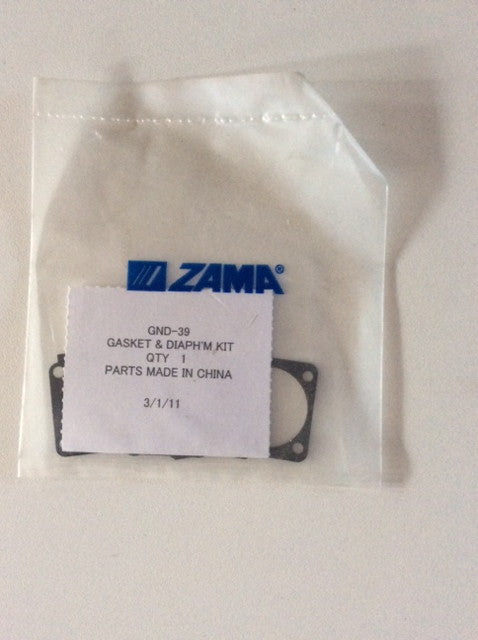 ZAMA®
GND-39
GASKET & DIAPH'M KIT
QTY 1
PARTS MADE IN CHINA
3/1/11